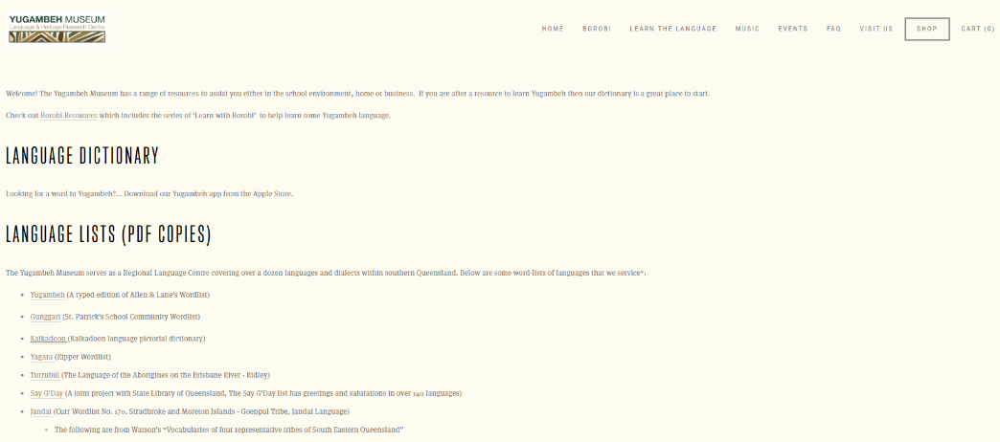 YUGAMBEH MUSEUM
Language & Heritage Research Centre
HOME BOROBI LEARN THE LANGUAGE MUSIC EVENTS FAQ VISIT US SHOP CART (0)
Welcome! The Yugambeh Museum has a range of resources to assist you either in the school environment, home or business. If you are after a resource to learn Yugambeh then our dictionary is a great place to start.
Check out Borobi Resources which includes the series of 'Learn with Borobi' to help learn some Yugambeh language.
LANGUAGE DICTIONARY
Looking for a word in Yugambeh?... Download our Yugambeh app from the Apple Store.
LANGUAGE LISTS (PDF COPIES)
The Yugambeh Museum serves as a Regional Language Centre covering over a dozen languages and dialects within southern Queensland. Below are some word-lists of languages that we service*:
Yugambeh (A typed edition of Allen & Lane's Wordlist)
Gunggari (St. Patrick's School Community Wordlist)
Kalkadoon (Kalkadoon language pictorial dictionary)
Yagara (Eipper Wordlist)
Turrubul (The Language of the Aborigines on the Brisbane River - Ridley)
Say G'Day (A joint project with State Library of Queensland, The Say G'Day list has greetings and salutations in over 140 languages)
Jandai (Curr Wordlist No. 170. Stradbroke and Moreton Islands - Goenpul Tribe, Jandai Language)
The following are from Watson's "Vocabularies of four representative tribes of South Eastern Queensland"